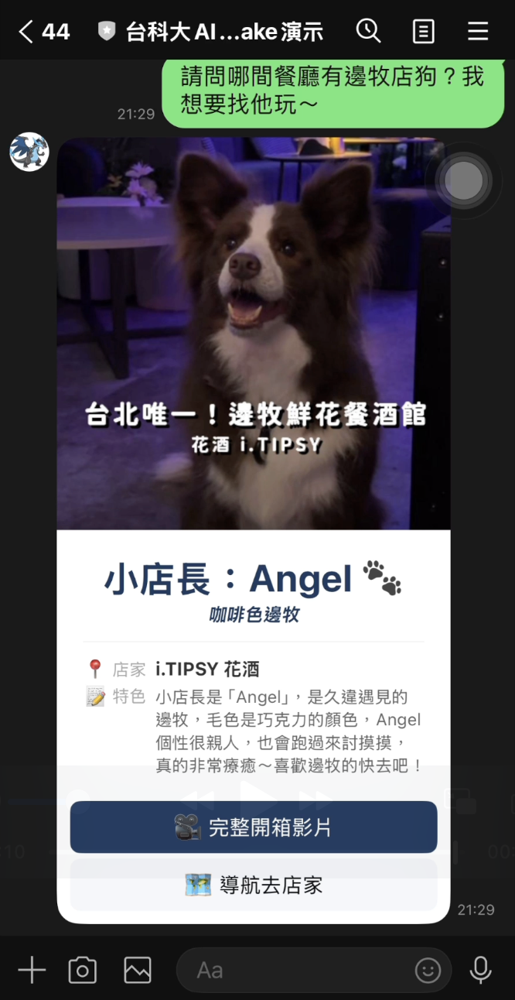 44
台科大AI...ake演示
請問哪間餐廳有邊牧店狗？我
想要找他玩～
21:29
台北唯一！邊牧鮮花餐酒館
花酒 i.TIPSY
小店長：Angel 🐾
咖啡色邊牧
📍 店家 i.TIPSY 花酒
📝 特色 小店長是「Angel」，是久違遇見的
邊牧，毛色是巧克力的顏色，Angel
個性很親人，也會跑過來討摸摸，
真的非常療癒～喜歡邊牧的快去吧！
🎥 完整開箱影片
🗺️ 導航去店家
21:29
Aa